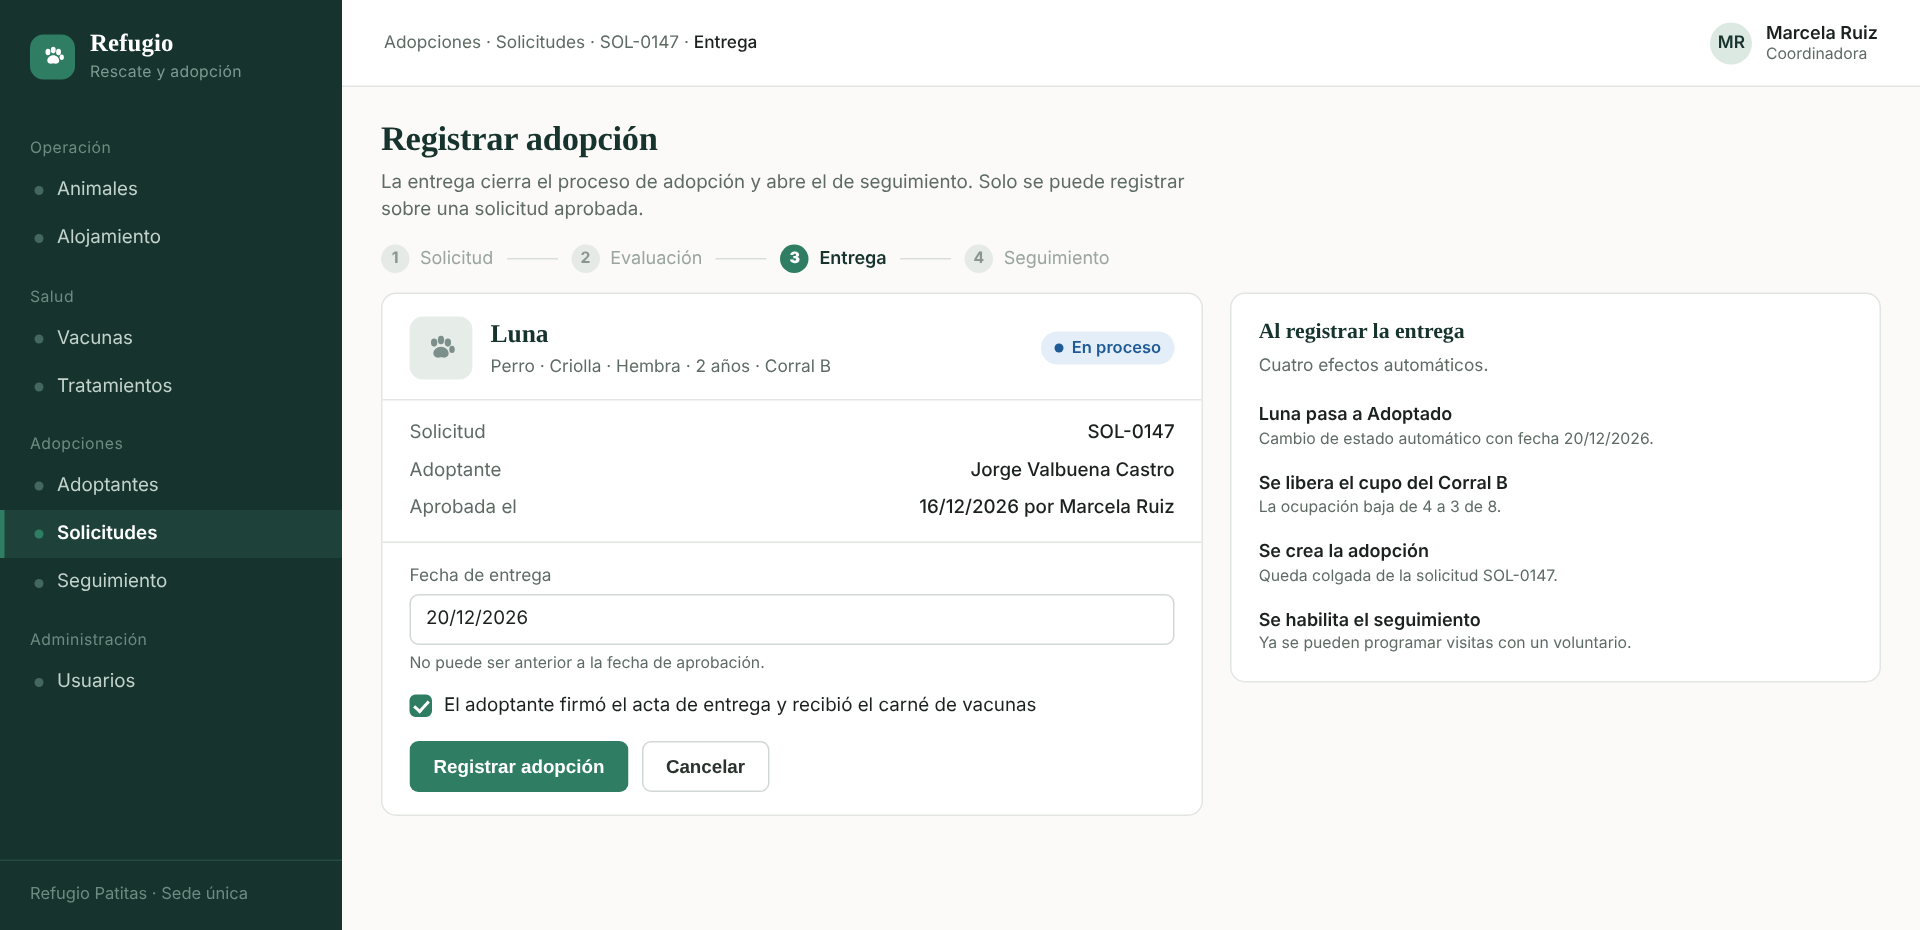 Refugio
Rescate y adopción
Operación
Animales
Alojamiento
Salud
Vacunas
Tratamientos
Adopciones
Adoptantes
Solicitudes
Seguimiento
Administración
Usuarios
Refugio Patitas · Sede única
Adopciones · Solicitudes · SOL-0147 · Entrega
MR
Marcela Ruiz
Coordinadora
Registrar adopción
La entrega cierra el proceso de adopción y abre el de seguimiento. Solo se puede registrar
sobre una solicitud aprobada.
1 Solicitud 2 Evaluación 3 Entrega 4 Seguimiento
Luna
Perro · Criolla · Hembra · 2 años · Corral B
En proceso
Solicitud SOL-0147
Adoptante Jorge Valbuena Castro
Aprobada el 16/12/2026 por Marcela Ruiz
Fecha de entrega
20/12/2026
No puede ser anterior a la fecha de aprobación.
El adoptante firmó el acta de entrega y recibió el carné de vacunas
Registrar adopción Cancelar
Al registrar la entrega
Cuatro efectos automáticos.
Luna pasa a Adoptado
Cambio de estado automático con fecha 20/12/2026.
Se libera el cupo del Corral B
La ocupación baja de 4 a 3 de 8.
Se crea la adopción
Queda colgada de la solicitud SOL-0147.
Se habilita el seguimiento
Ya se pueden programar visitas con un voluntario.